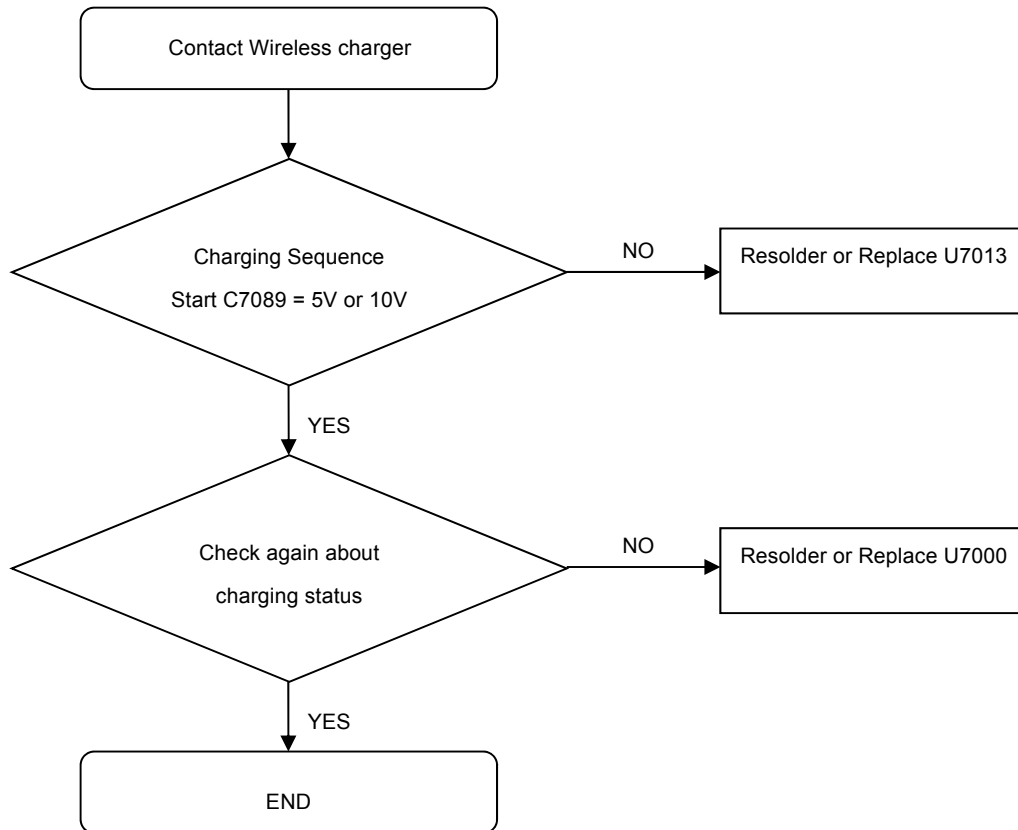 Contact Wireless charger
Charging Sequence
Start C7089 = 5V or 10V
NO
Resolder or Replace U7013
YES
Check again about
charging status
NO
Resolder or Replace U7000
YES
END